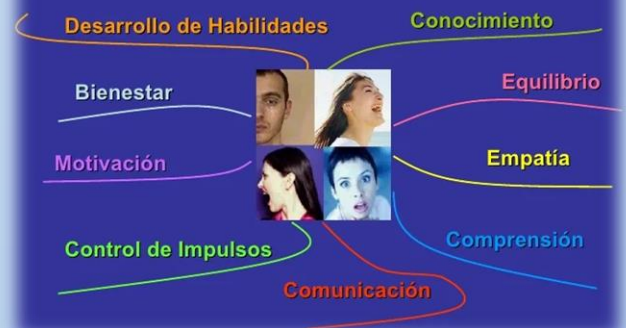 Desarrollo de Habilidades
Conocimiento
Bienestar
Equilibrio
Motivación
Empatía
Control de Impulsos
Comprensión
Comunicación